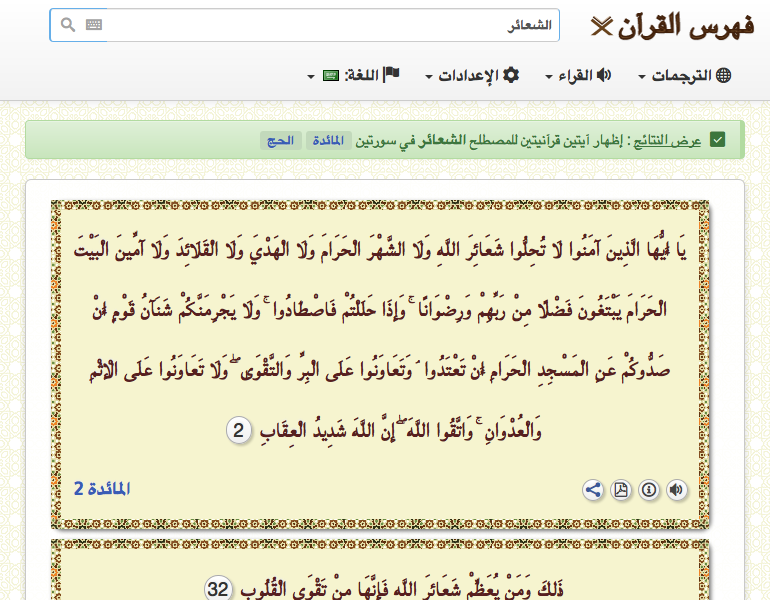 فهرس القرآن
الشعائر
الترجمات
القراء
الإعدادات
اللغة:
عرض النتائج : إظهار آيتين قرآنيتين للمصطلح الشعائر في سورتين المائدة الحج
يَا أَيُّهَا الَّذِينَ آمَنُوا لَا تُحِلُّوا شَعَائِرَ اللَّهِ وَلَا الشَّهْرَ الْحَرَامَ وَلَا الْهَدْيَ وَلَا الْقَلَائِدَ وَلَا آمِّينَ الْبَيْتَ
الْحَرَامَ يَبْتَغُونَ فَضْلًا مِنْ رَبِّهِمْ وَرِضْوَانًا ۚ وَإِذَا حَلَلْتُمْ فَاصْطَادُوا ۚ وَلَا يَجْرِمَنَّكُمْ شَنَآنُ قَوْمٍ أَنْ
صَدُّوكُمْ عَنِ الْمَسْجِدِ الْحَرَامِ أَنْ تَعْتَدُوا ۘ وَتَعَاوَنُوا عَلَى الْبِرِّ وَالتَّقْوَىٰ ۖ وَلَا تَعَاوَنُوا عَلَى الْإِثْمِ
وَالْعُدْوَانِ ۚ وَاتَّقُوا اللَّهَ ۖ إِنَّ اللَّهَ شَدِيدُ الْعِقَابِ 2
المائدة 2
ذَٰلِكَ وَمَنْ يُعَظِّمْ شَعَائِرَ اللَّهِ فَإِنَّهَا مِنْ تَقْوَى الْقُلُوبِ 32